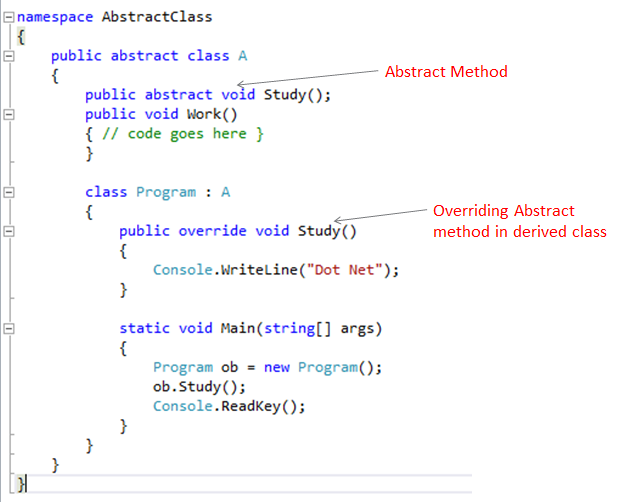 namespace AbstractClass
{
public abstract class A
{
Abstract Method
public abstract void Study();
public void Work()
{ // code goes here }
}
class Program : A
{
Overriding Abstract
method in derived class
public override void Study()
{
Console.WriteLine("Dot Net");
}
static void Main(string[] args)
{
Program ob = new Program();
ob.Study();
Console.ReadKey();
}
}
}
}